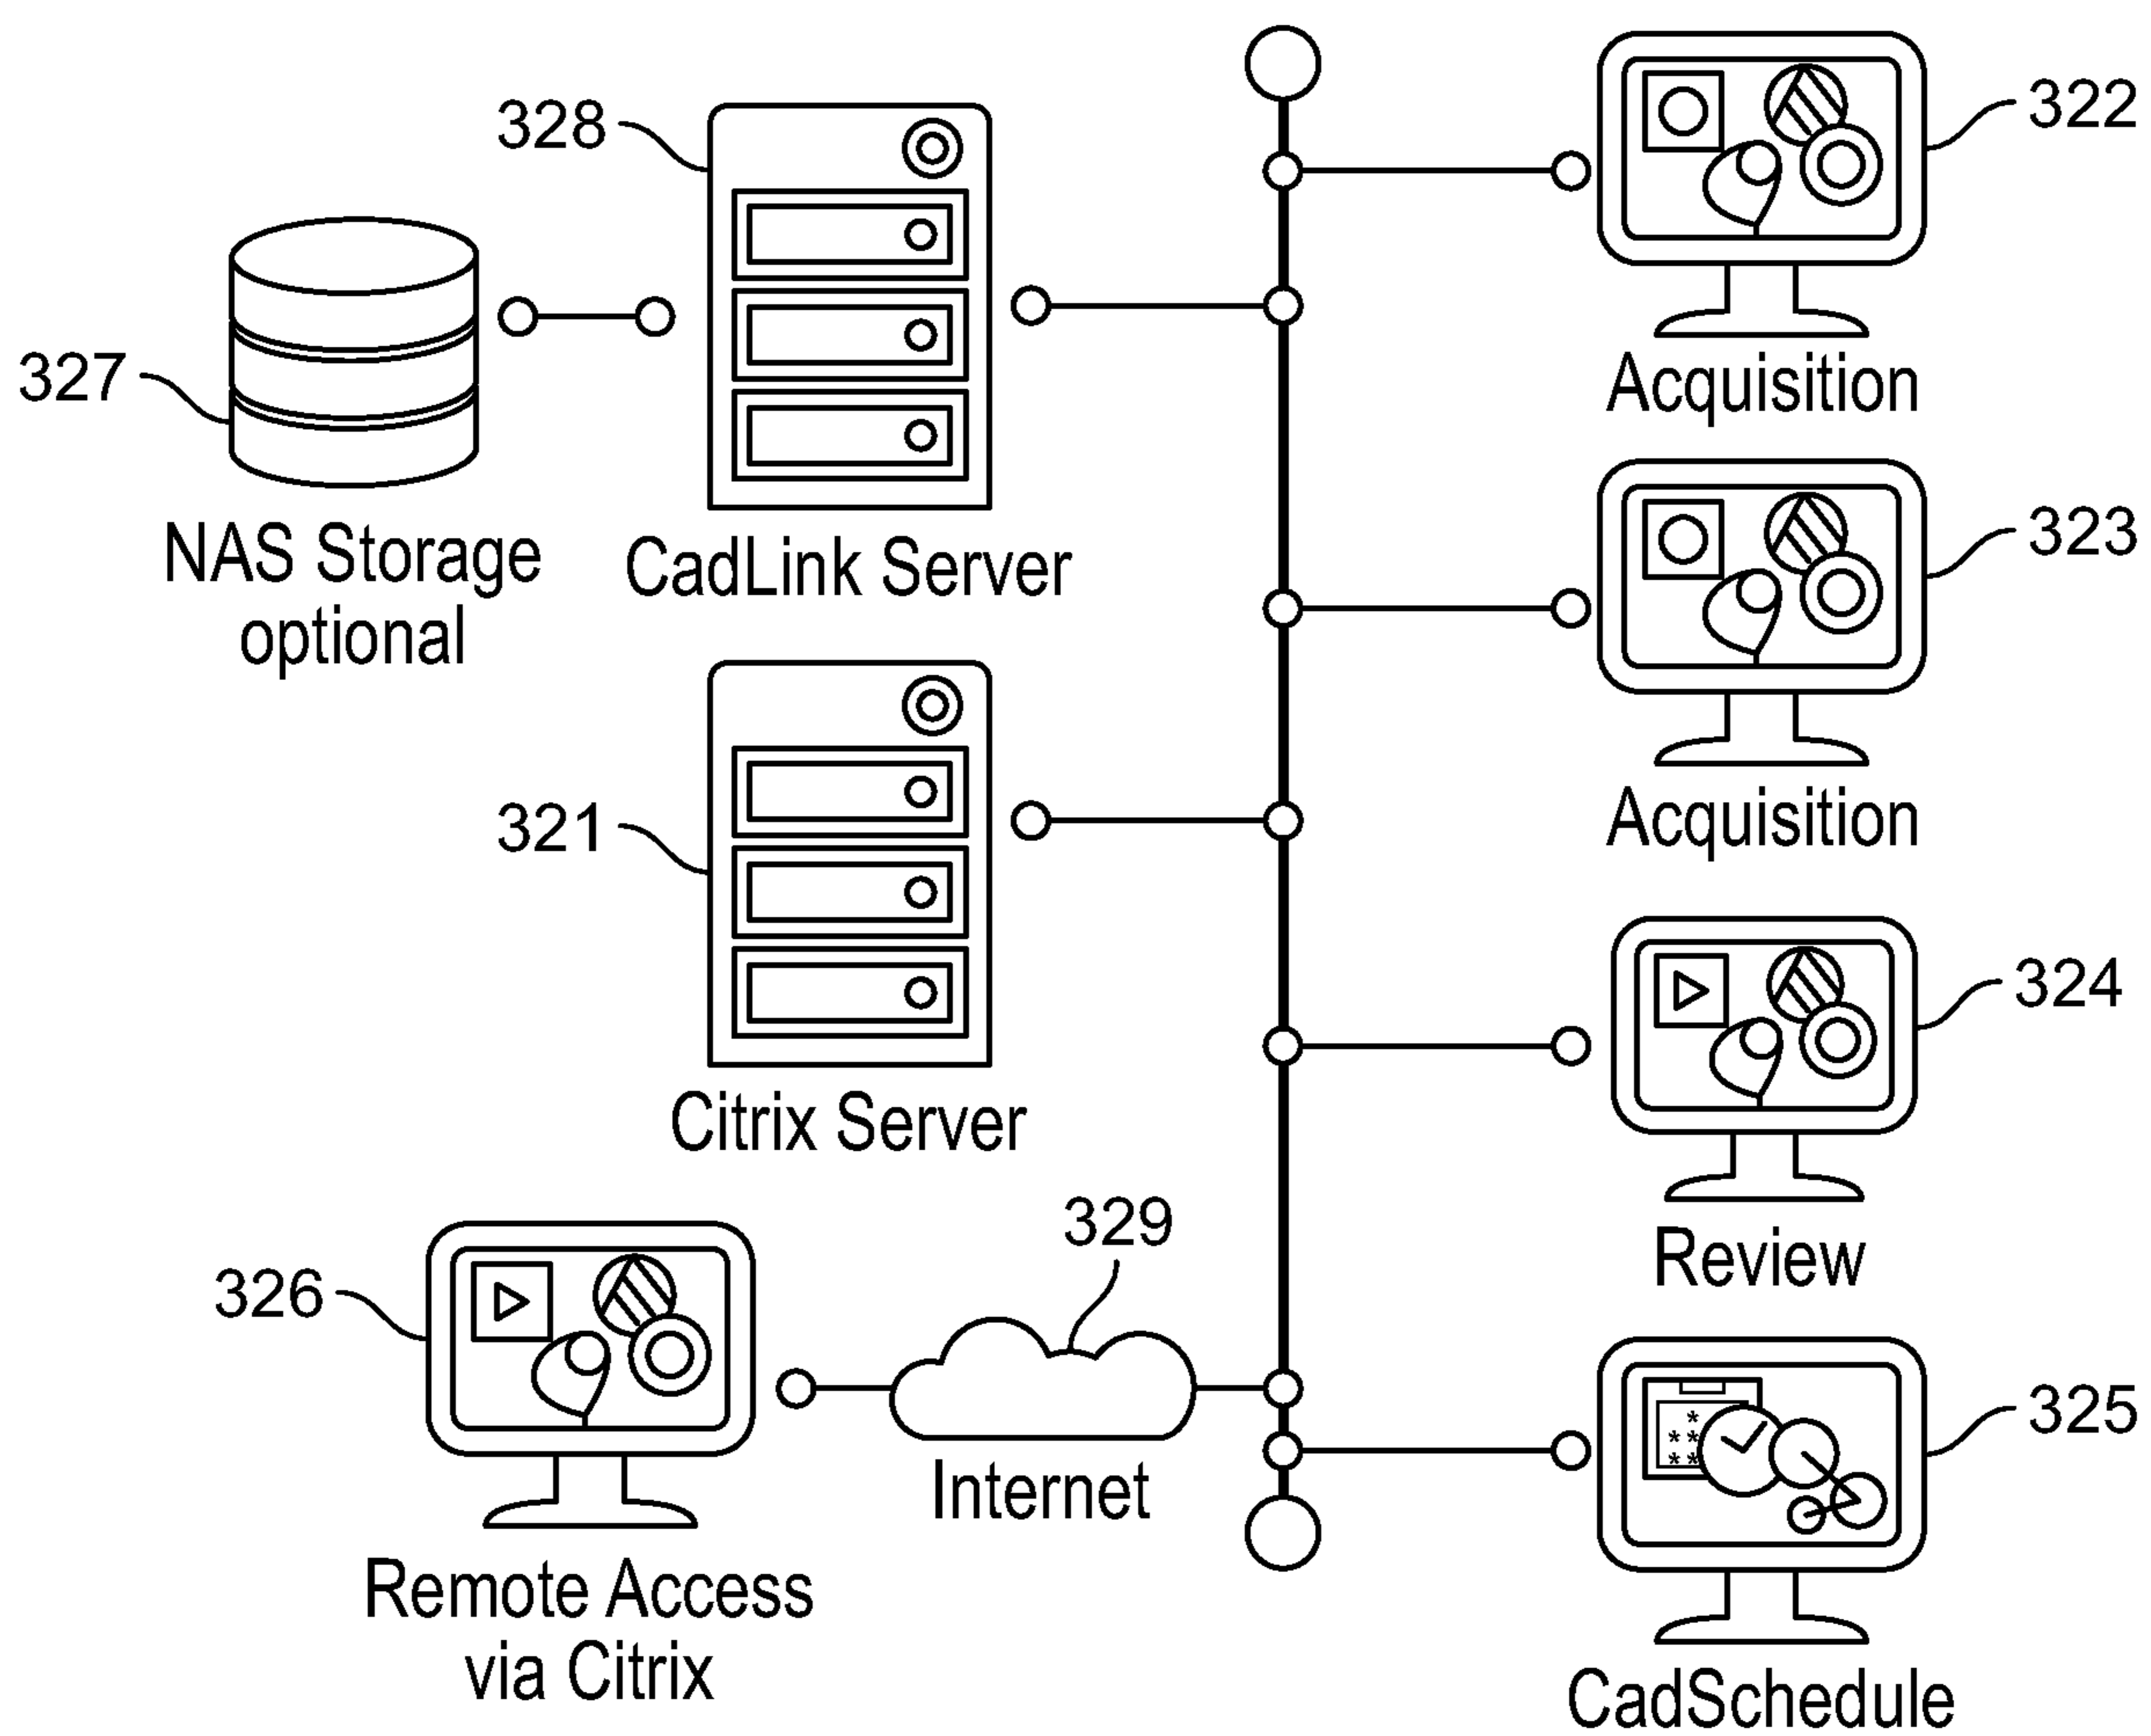 322
328
327
Acquisition
NAS Storage
optional
CadLink Server
323
321
Acquisition
324
Citrix Server
329
Review
326
325
* 
**
**
Internet
Remote Access
via Citrix
CadSchedule